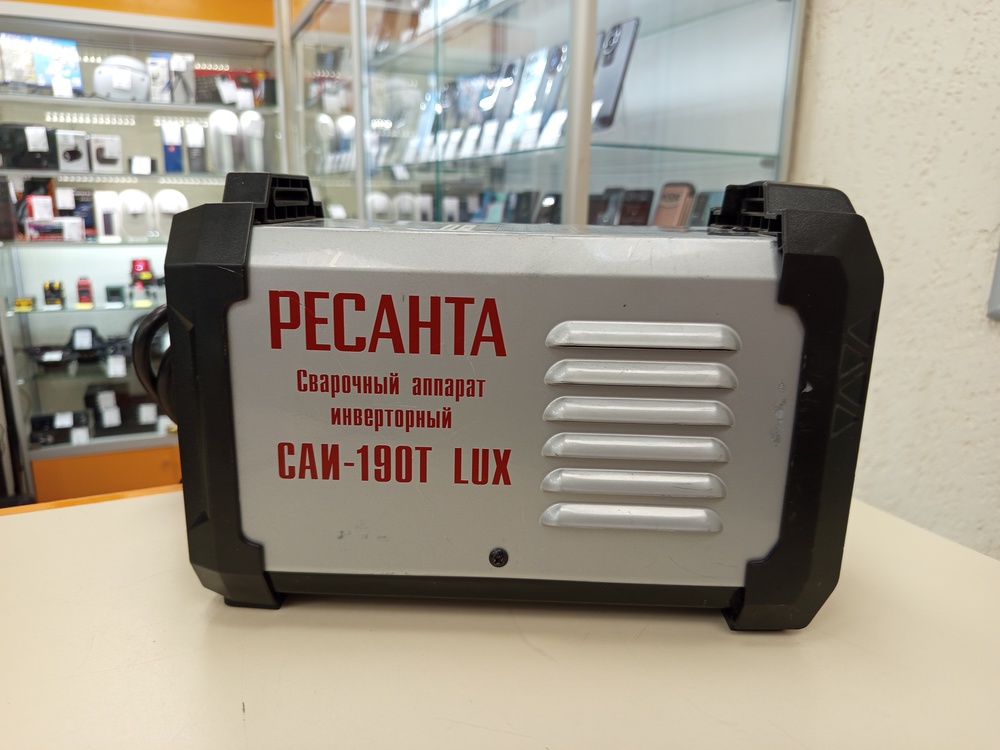 РЕСАНТА
Сварочный аппарат
инверторный
САИ-190Т LUX